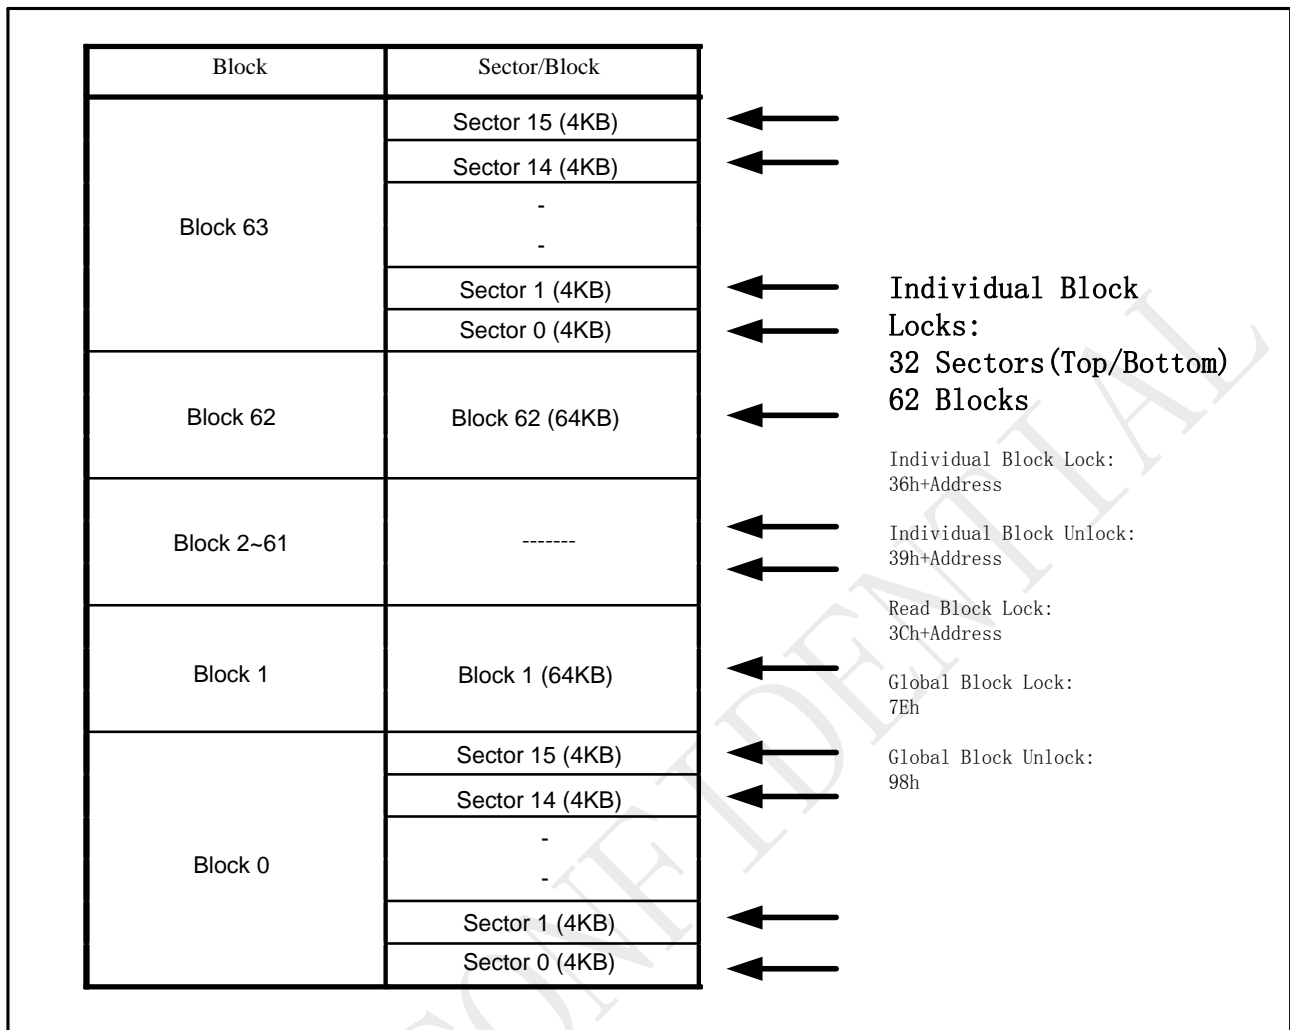 Block Sector/Block
Sector 15 (4KB)
Sector 14 (4KB)
-
Block 63
-
Sector 1 (4KB)
Sector 0 (4KB)
Block 62 Block 62 (64KB)
Block 2~61 -------
Block 1 Block 1 (64KB)
Sector 15 (4KB)
Sector 14 (4KB)
-
Block 0
-
Sector 1 (4KB)
Sector 0 (4KB)
Individual Block
Locks:
32 Sectors(Top/Bottom)
62 Blocks
Individual Block Lock:
36h+Address
Individual Block Unlock:
39h+Address
Read Block Lock:
3Ch+Address
Global Block Lock:
7Eh
Global Block Unlock:
98h
CONFIDENTIAL